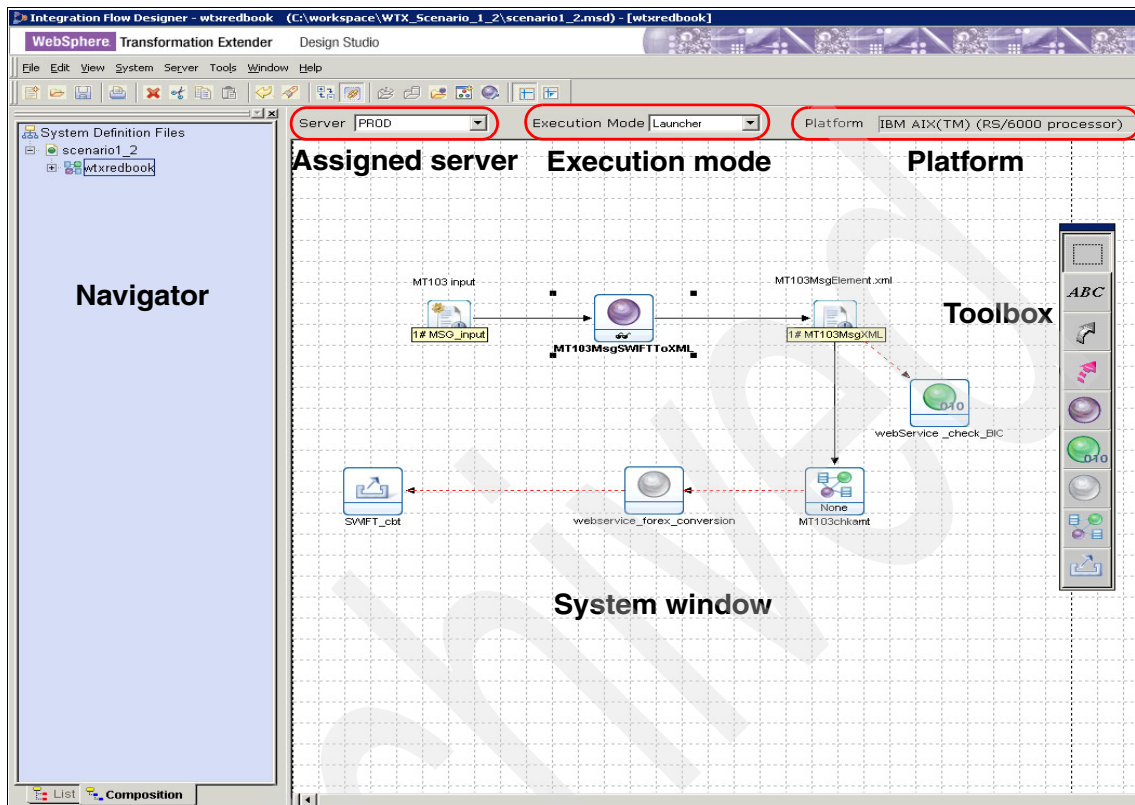 Integration Flow Designer - wtxredbook (C:\workspace\WTX_Scenario_1_2\scenario1_2.msd) - [wtxredbook]
WebSphere Transformation Extender Design Studio
File Edit View System Server Tools Window Help
Server PROD Execution Mode Launcher Platform IBM AIX(TM) (RS/6000 processor)
Assigned server Execution mode Platform
System Definition Files
scenario1_2
wtxredbook
Navigator
MT103 input
1# MSG_input
MT103MsgSWIFTToXML
MT103MsgElement.xml
1# MT103MsgXML
Toolbox
ABC
010
webService _check_BIC
010
SWIFT_cbt
webservice_forex_conversion
None
MT103chkamt
System window
List Composition
chived